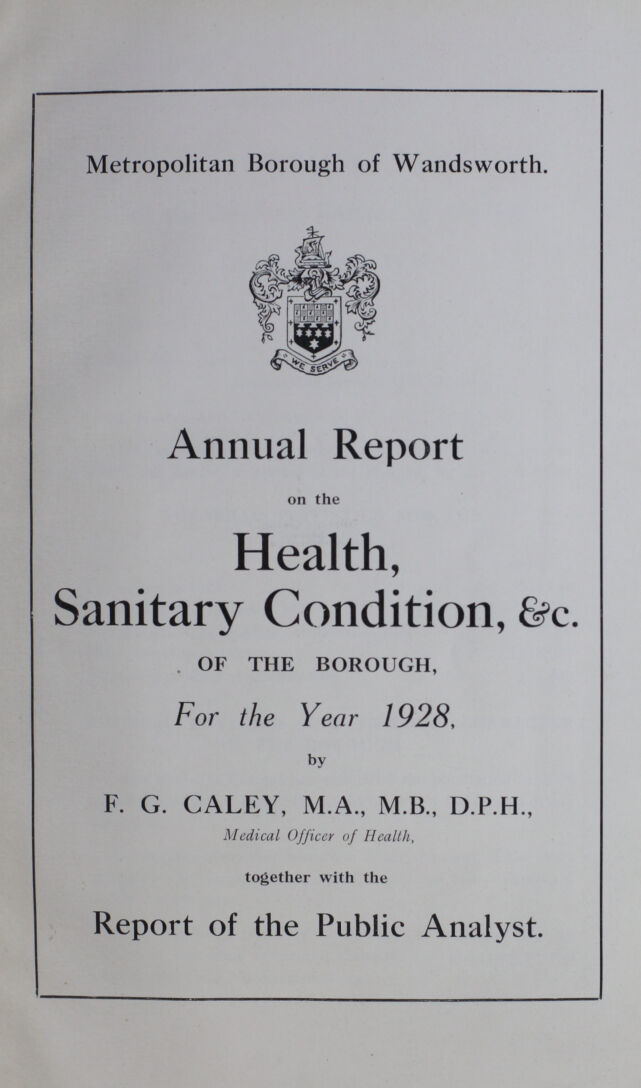 Metropolitan Borough of Wandsworth.
WE SERVE
Annual Report
on the
Health,
Sanitary Condition, &c.
OF THE BOROUGH,
For the Year 1928,
by
F. G. CALEY, M.A., M.B., D.P.H.,
Medical Officer of Health,
together with the
Report of the Public Analyst.